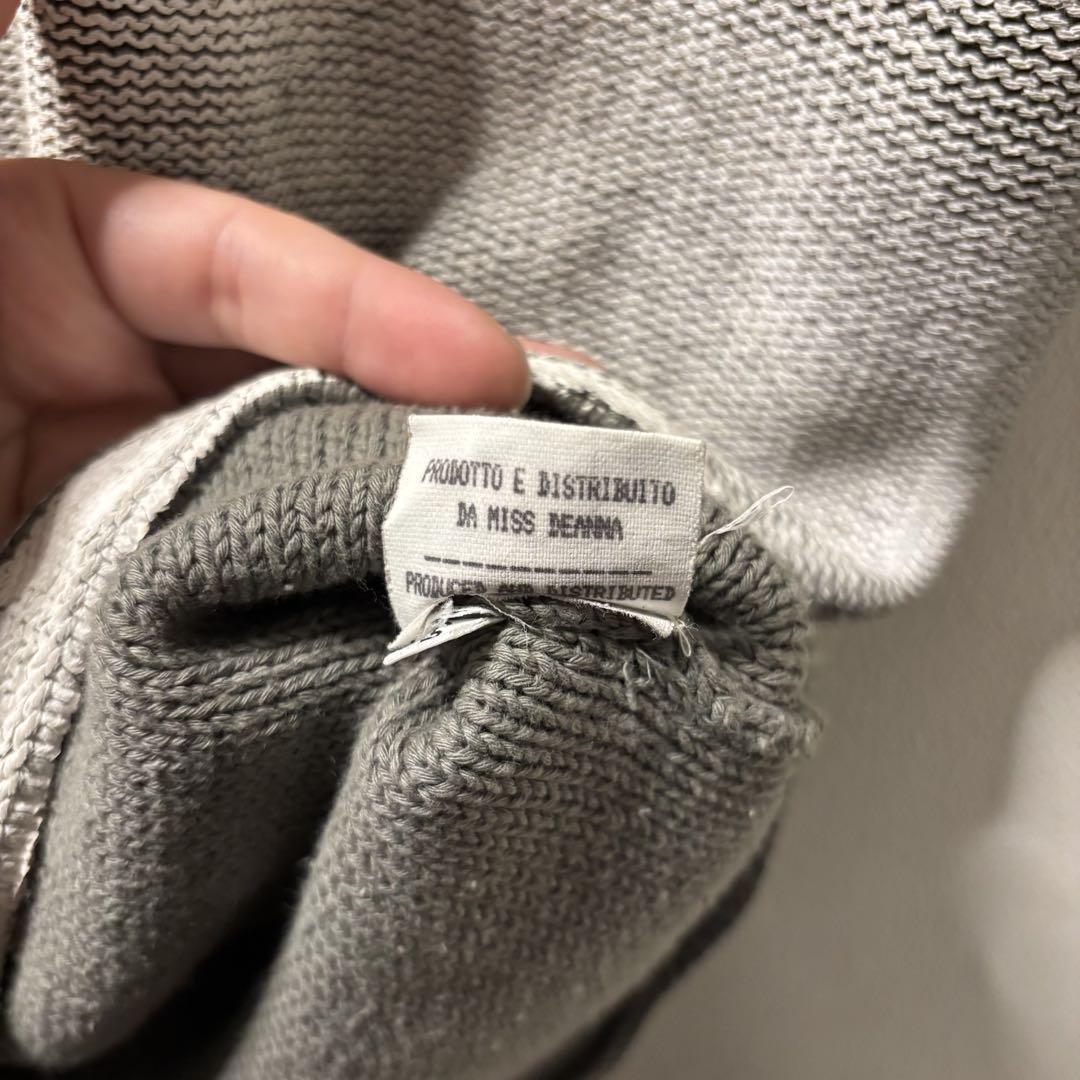 PRODOTTO E DISTRIBUITO
DA MISS DEANNA
PRODUCED AND DISTRIBUTED